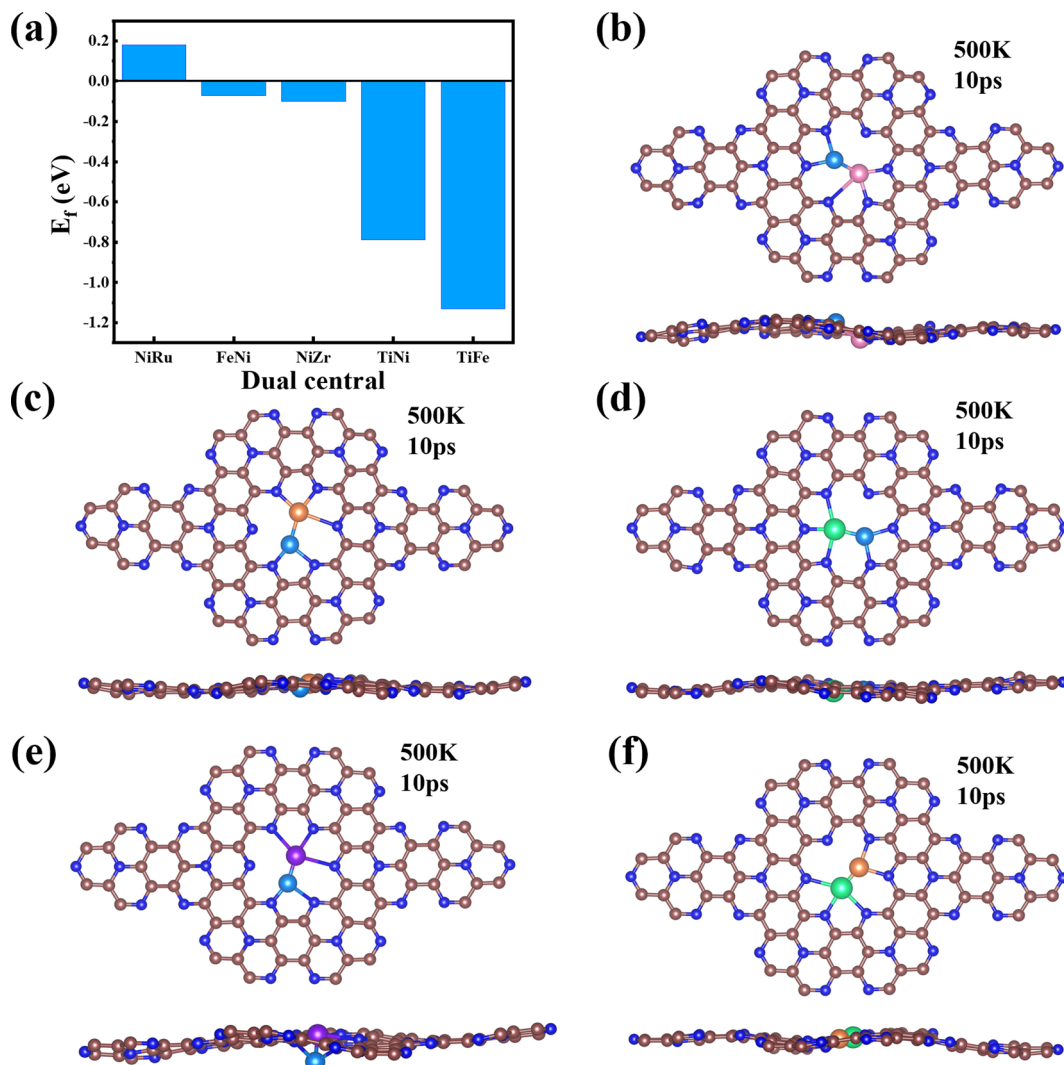 (a)
0.2
0.0
-0.2
-0.4
-0.6
-0.8
-1.0
-1.2
E_f (eV)
NiRu FeNi NiZr TiNi TiFe
Dual central
(b)
500K
10ps
(c)
500K
10ps
(d)
500K
10ps
(e)
500K
10ps
(f)
500K
10ps